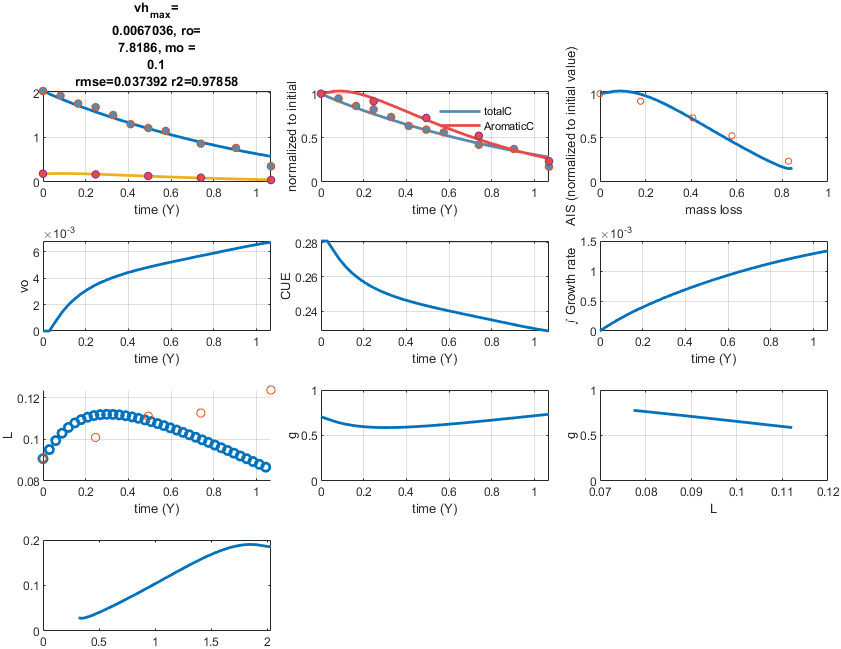 vh_max=
0.0067036, ro=
7.8186, mo =
0.1
rmse=0.037392 r2=0.97858
2
1
0
0 0.2 0.4 0.6 0.8 1
time (Y)
normalized to initial
1
0.5
0
totalC
AromaticC
0 0.2 0.4 0.6 0.8 1
time (Y)
AIS (normalized to initial value)
1
0.5
0
0 0.2 0.4 0.6 0.8 1
mass loss
×10^-3
vo
6
4
2
0
0 0.2 0.4 0.6 0.8 1
time (Y)
CUE
0.28
0.26
0.24
0 0.2 0.4 0.6 0.8 1
time (Y)
×10^-3
∫ Growth rate
1.5
1
0.5
0
0 0.2 0.4 0.6 0.8 1
time (Y)
L
0.12
0.1
0.08
0 0.2 0.4 0.6 0.8 1
time (Y)
g
1
0.5
0
0 0.2 0.4 0.6 0.8 1
time (Y)
g
1
0.5
0
0.07 0.08 0.09 0.1 0.11 0.12
L
0.2
0.1
0
0 0.5 1 1.5 2